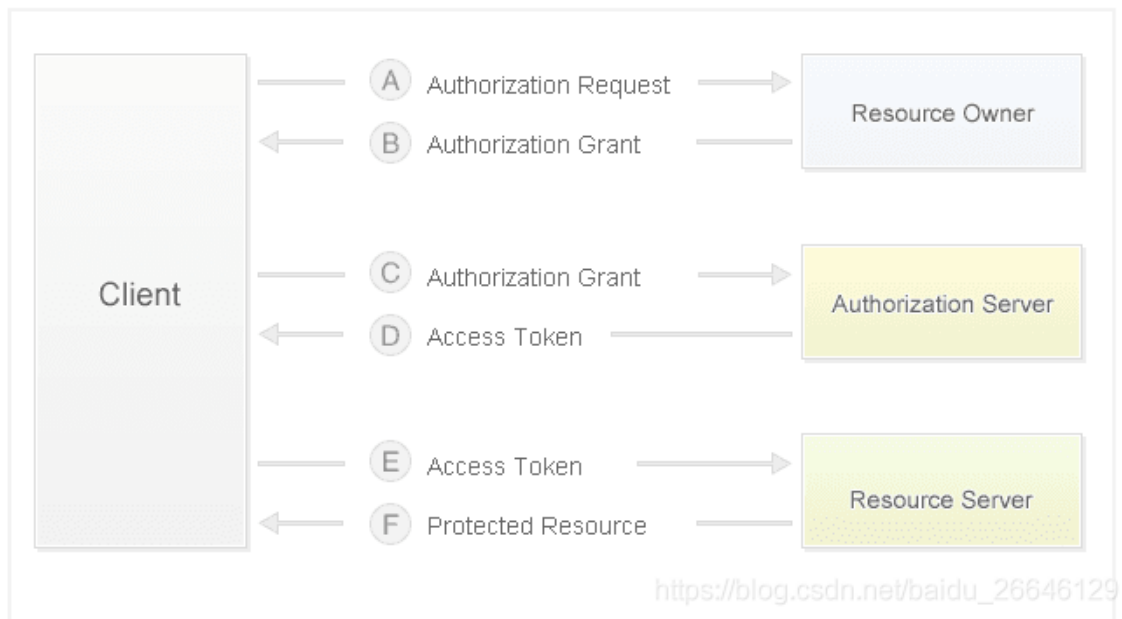 A Authorization Request
Resource Owner
B Authorization Grant
Client
C Authorization Grant
Authorization Server
D Access Token
E Access Token
Resource Server
F Protected Resource
https://blog.csdn.net/baidu_26646129